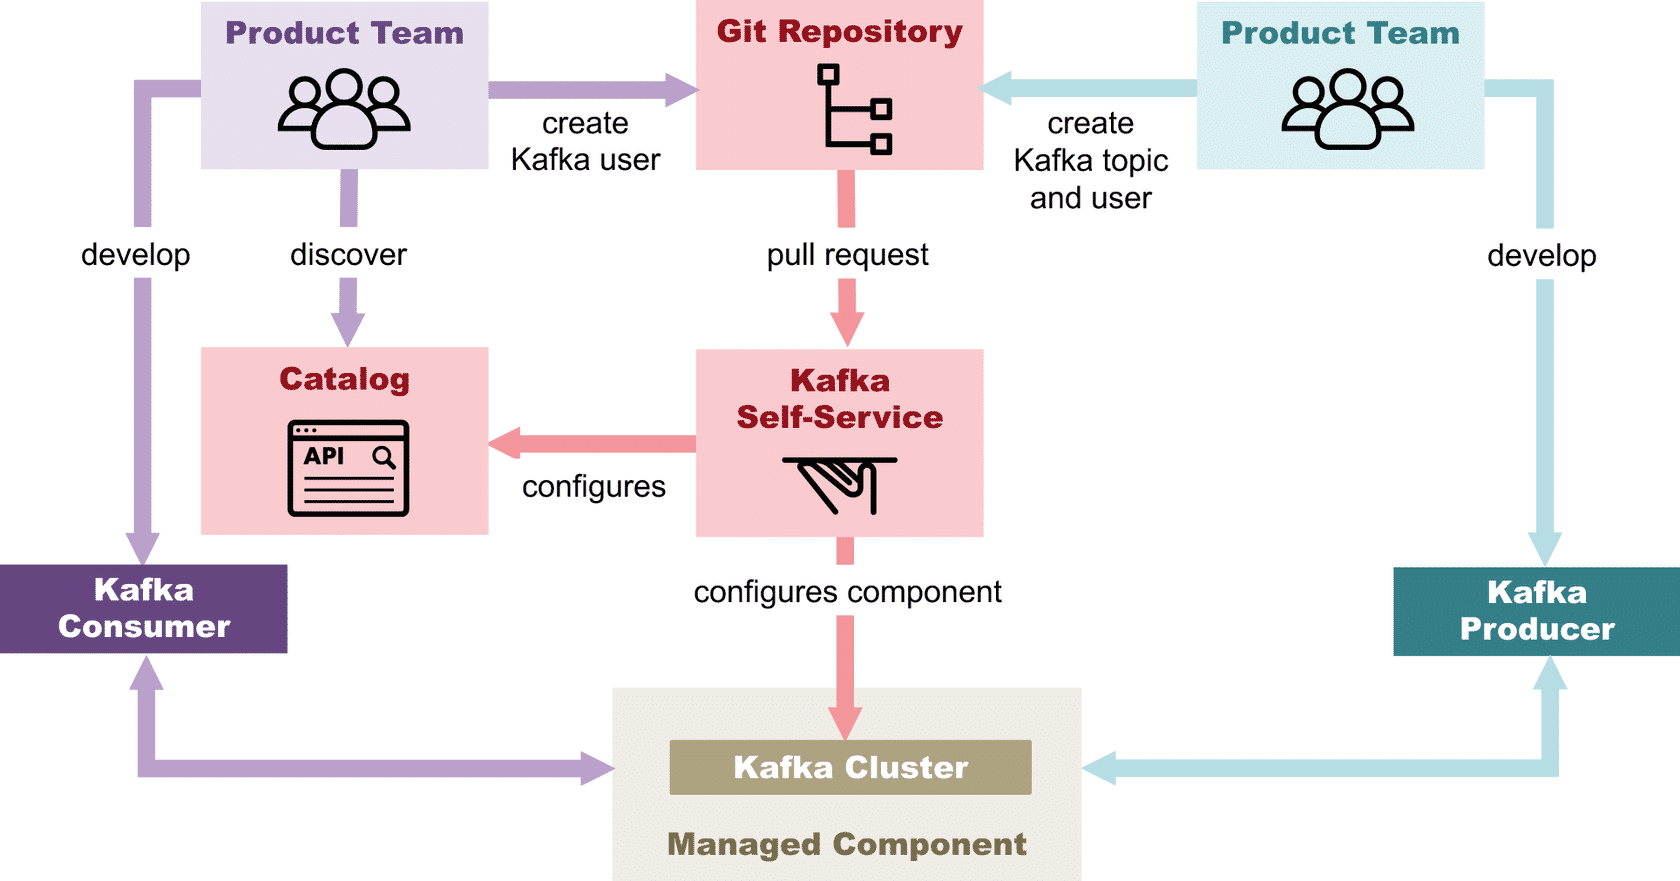 Product Team
Git Repository
Product Team
create
Kafka user
create
Kafka topic
and user
develop
discover
pull request
develop
Catalog
API
Kafka
Self-Service
configures
Kafka
Consumer
configures component
Kafka
Producer
Kafka Cluster
Managed Component